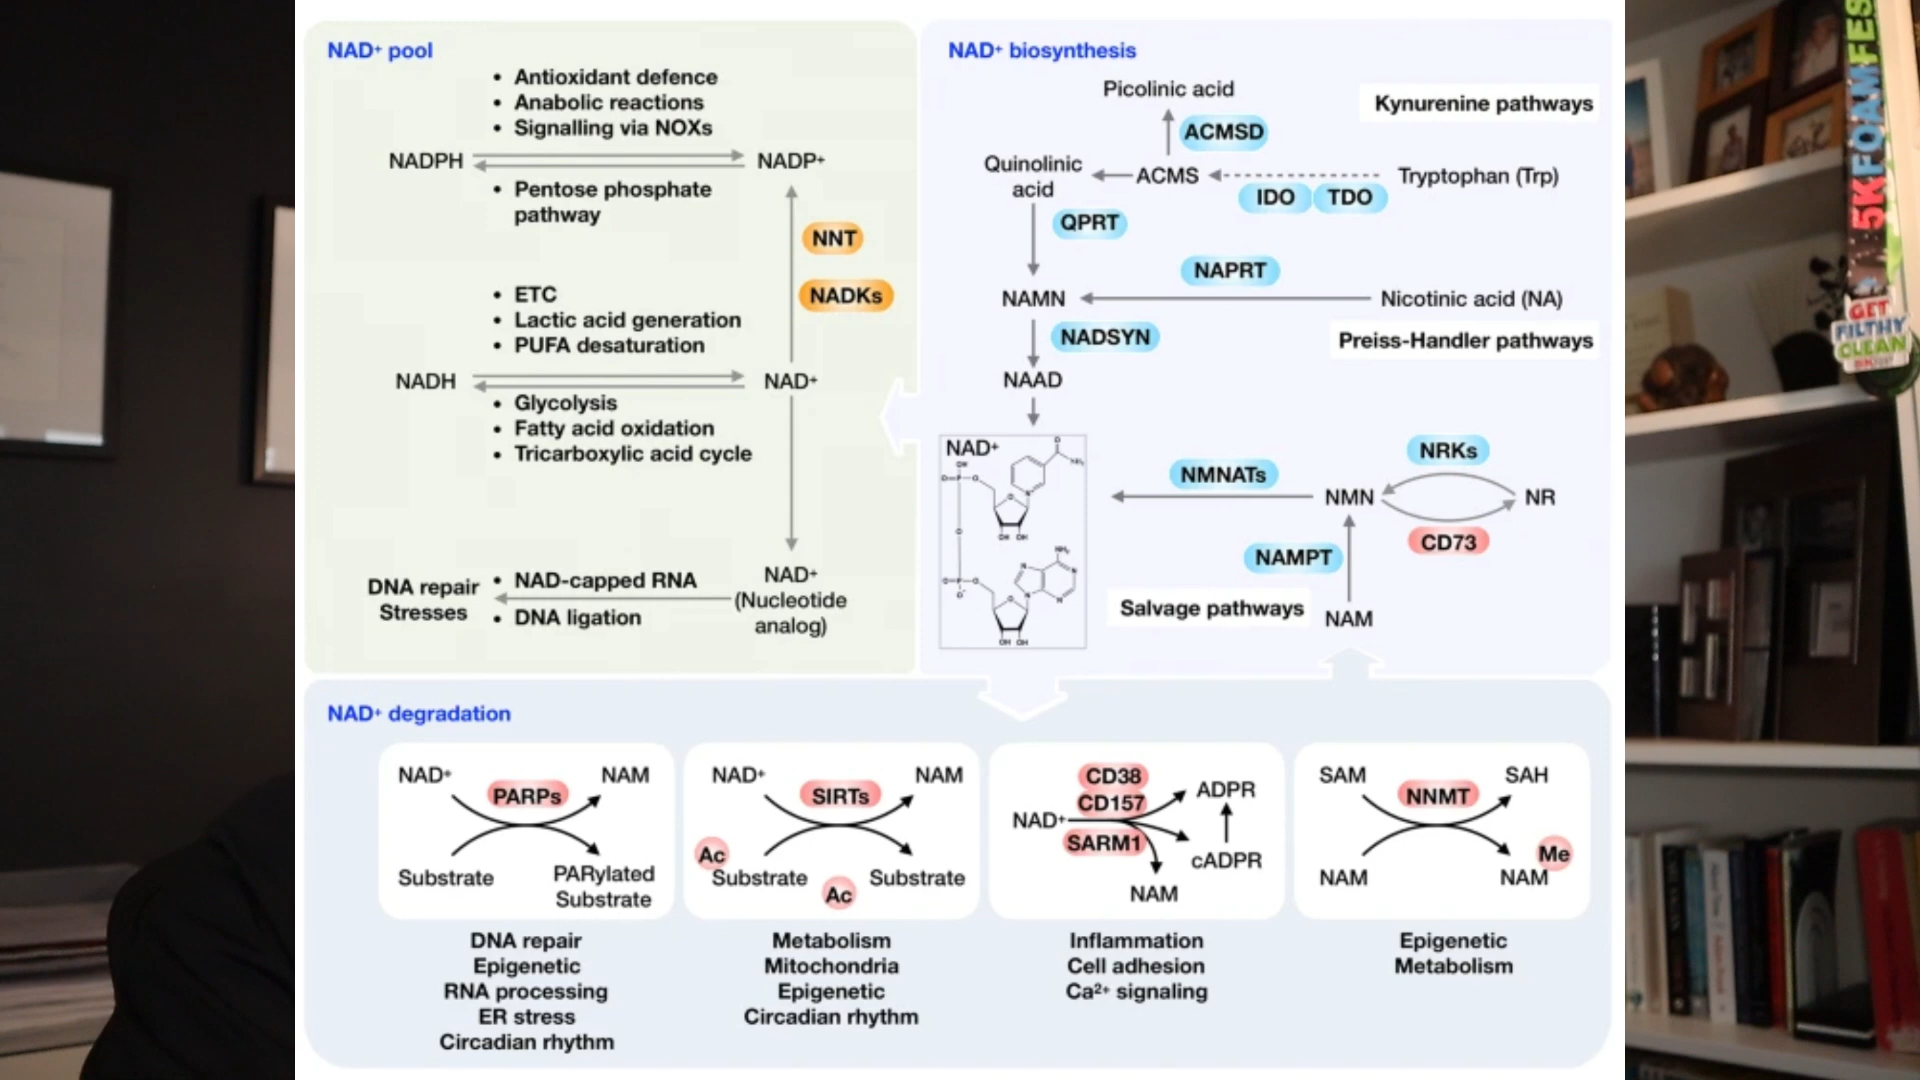 NAD+ pool
• Antioxidant defence
• Anabolic reactions
• Signalling via NOXs
NADPH
NADP+
• Pentose phosphate
pathway
NNT
NADKs
• ETC
• Lactic acid generation
• PUFA desaturation
NADH
NAD+
• Glycolysis
• Fatty acid oxidation
• Tricarboxylic acid cycle
DNA repair
Stresses
• NAD-capped RNA
• DNA ligation
NAD+
(Nucleotide
analog)
NAD+ biosynthesis
Picolinic acid
Kynurenine pathways
ACMSD
Quinolinic
acid
ACMS
Tryptophan (Trp)
IDO
TDO
QPRT
NAPRT
NAMN
Nicotinic acid (NA)
NADSYN
Preiss-Handler pathways
NAAD
NAD+
NRKs
NMNATs
NMN
NR
CD73
NAMPT
Salvage pathways
NAM
NAD+ degradation
NAD+
NAM
PARPs
Substrate
PARylated
Substrate
DNA repair
Epigenetic
RNA processing
ER stress
Circadian rhythm
NAD+
NAM
SIRTs
Ac
Substrate
Ac
Substrate
Metabolism
Mitochondria
Epigenetic
Circadian rhythm
CD38
CD157
SARM1
NAD+
ADPR
cADPR
NAM
Inflammation
Cell adhesion
Ca2+ signaling
SAM
SAH
NNMT
NAM
NAM
Me
Epigenetic
Metabolism
5KFOAMFES
GET
FILTHY
CLEAN